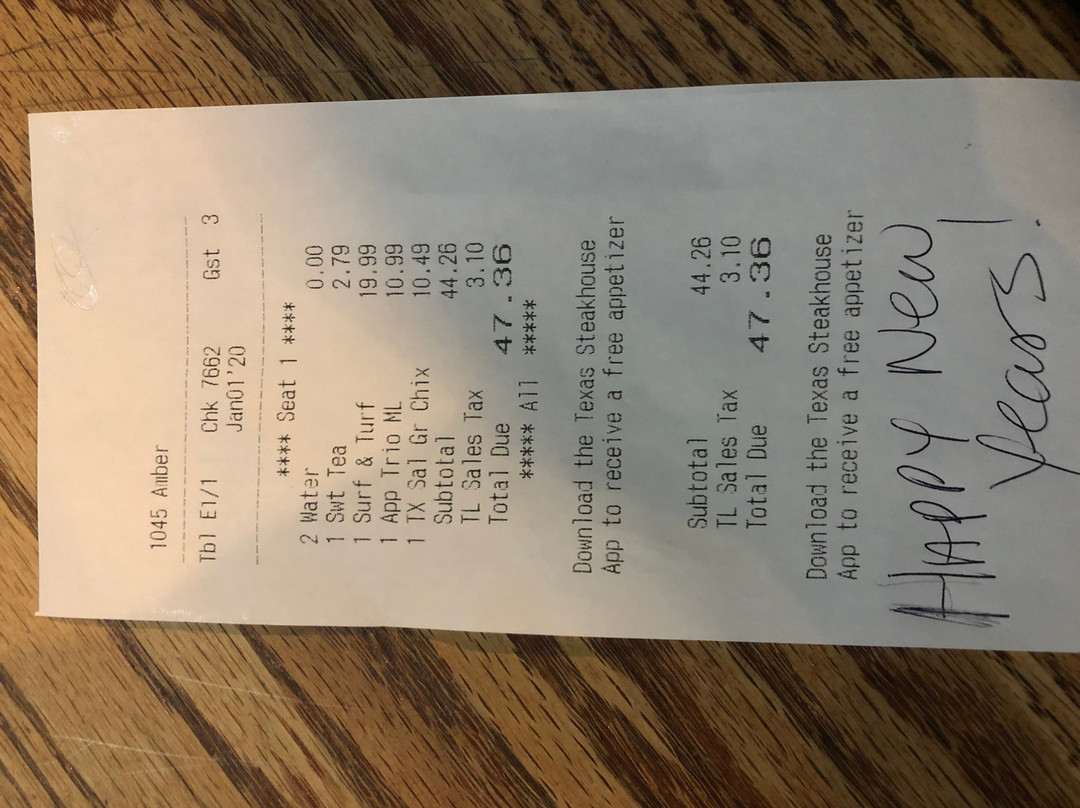 1045 Amber
Tbl E1/1 Chk 7662 Gst 3
Jan01'20
**** Seat 1 ****
2 Water 0.00
1 Swt Tea 2.79
1 Surf & Turf 19.99
1 App Trio ML 10.99
1 TX Sal Gr Chix 10.49
Subtotal 44.26
TL Sales Tax 3.10
Total Due 47.36
***** All *****
Download the Texas Steakhouse
App to receive a free appetizer
Subtotal 44.26
TL Sales Tax 3.10
Total Due 47.36
Download the Texas Steakhouse
App to receive a free appetizer
HAPPY New
Years!